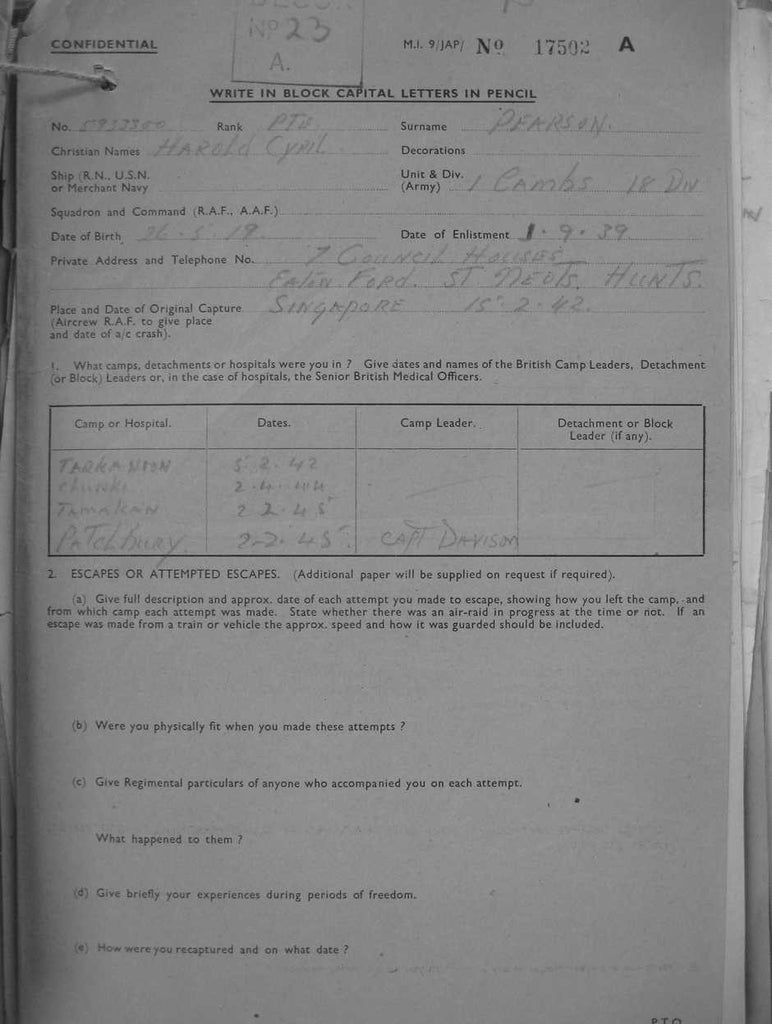 No 23
A.
CONFIDENTIAL
M.I. 9/JAP/ No 17502 A
WRITE IN BLOCK CAPITAL LETTERS IN PENCIL
No. 5933300 Rank PTE Surname PEARSON.
Christian Names HAROLD CYRIL Decorations
Ship (R.N., U.S.N. Unit & Div.
or Merchant Navy (Army) 1 CAMBS 18 DIV
Squadron and Command (R.A.F., A.A.F.)
Date of Birth 26-5-19 Date of Enlistment 1.9.39
Private Address and Telephone No. 7 COUNCIL HOUSES
EATON FORD. ST NEOTS, HUNTS.
Place and Date of Original Capture SINGAPORE 15.2.42.
(Aircrew R.A.F. to give place
and date of a/c crash).
1. What camps, detachments or hospitals were you in ? Give dates and names of the British Camp Leaders, Detachment
(or Block) Leaders or, in the case of hospitals, the Senior British Medical Officers.
Camp or Hospital. Dates. Camp Leader. Detachment or Block
Leader (if any).
TARKANION 5.2.42
CHUNKI 2.4.44
TAMAKAN 2 2.45
PATCHBURY 2-2.45. CAPT DAVISON
2. ESCAPES OR ATTEMPTED ESCAPES. (Additional paper will be supplied on request if required).
(a) Give full description and approx. date of each attempt you made to escape, showing how you left the camp, and
from which camp each attempt was made. State whether there was an air-raid in progress at the time or not. If an
escape was made from a train or vehicle the approx. speed and how it was guarded should be included.
(b) Were you physically fit when you made these attempts ?
(c) Give Regimental particulars of anyone who accompanied you on each attempt.
What happened to them ?
(d) Give briefly your experiences during periods of freedom.
(e) How were you recaptured and on what date ?
P.T.O.